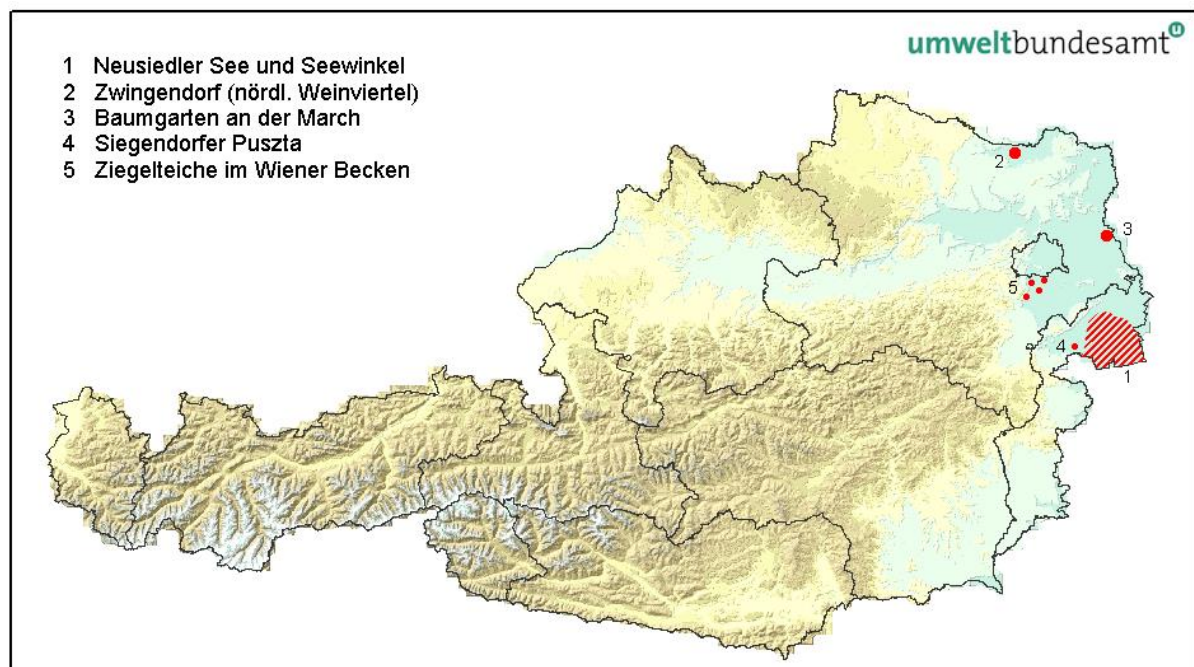 umweltbundesamt
1 Neusiedler See und Seewinkel
2 Zwingendorf (nördl. Weinviertel)
3 Baumgarten an der March
4 Siegendorfer Puszta
5 Ziegelteiche im Wiener Becken
2
3
5
4
1